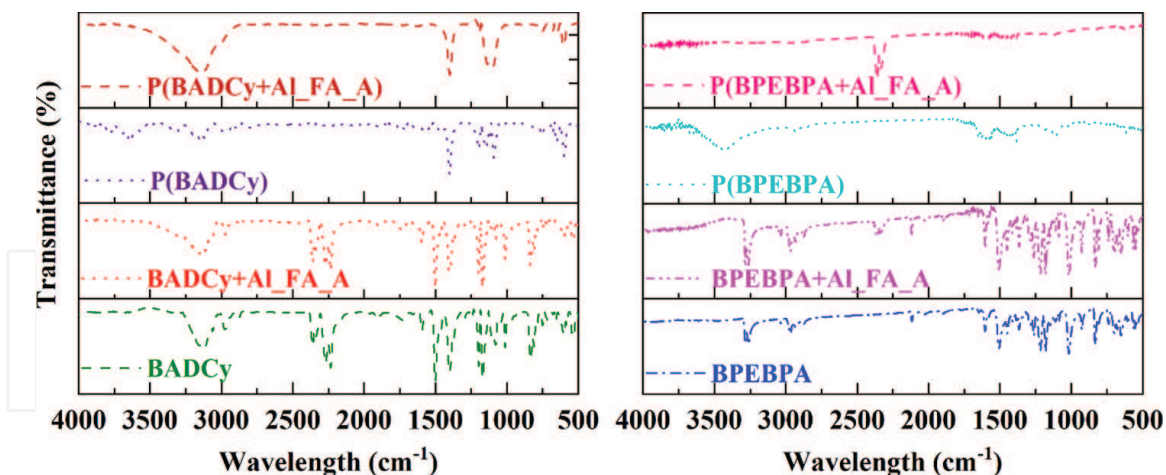 Transmittance (%)
P(BADCy+Al_FA_A)
P(BADCy)
BADCy+Al_FA_A
BADCy
4000 3500 3000 2500 2000 1500 1000 500
Wavelength (cm-1)
P(BPEBPA+Al_FA_A)
P(BPEBPA)
BPEBPA+Al_FA_A
BPEBPA
4000 3500 3000 2500 2000 1500 1000 500
Wavelength (cm-1)